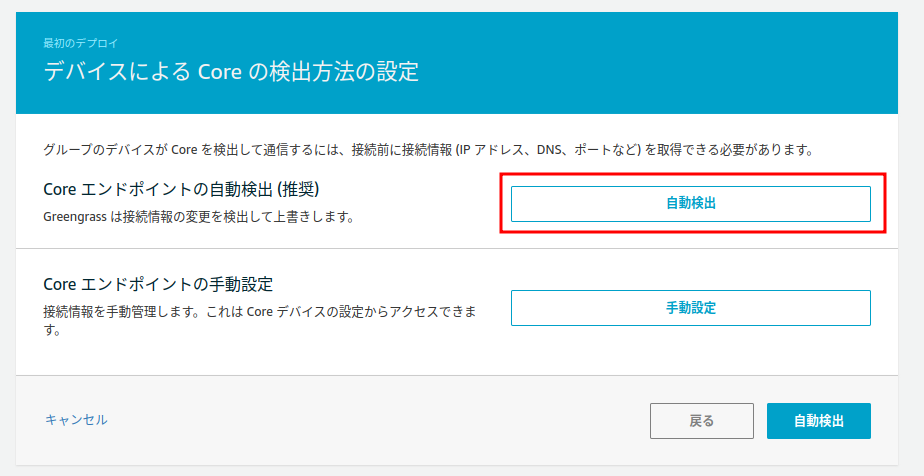 最初のデプロイ
デバイスによる Core の検出方法の設定
グループのデバイスが Core を検出して通信するには、接続前に接続情報 (IP アドレス、DNS、ポートなど) を取得できる必要があります。
Core エンドポイントの自動検出 (推奨)
Greengrass は接続情報の変更を検出して上書きします。
自動検出
Core エンドポイントの手動設定
接続情報を手動管理します。これは Core デバイスの設定からアクセスできま
す。
手動設定
キャンセル
戻る
自動検出